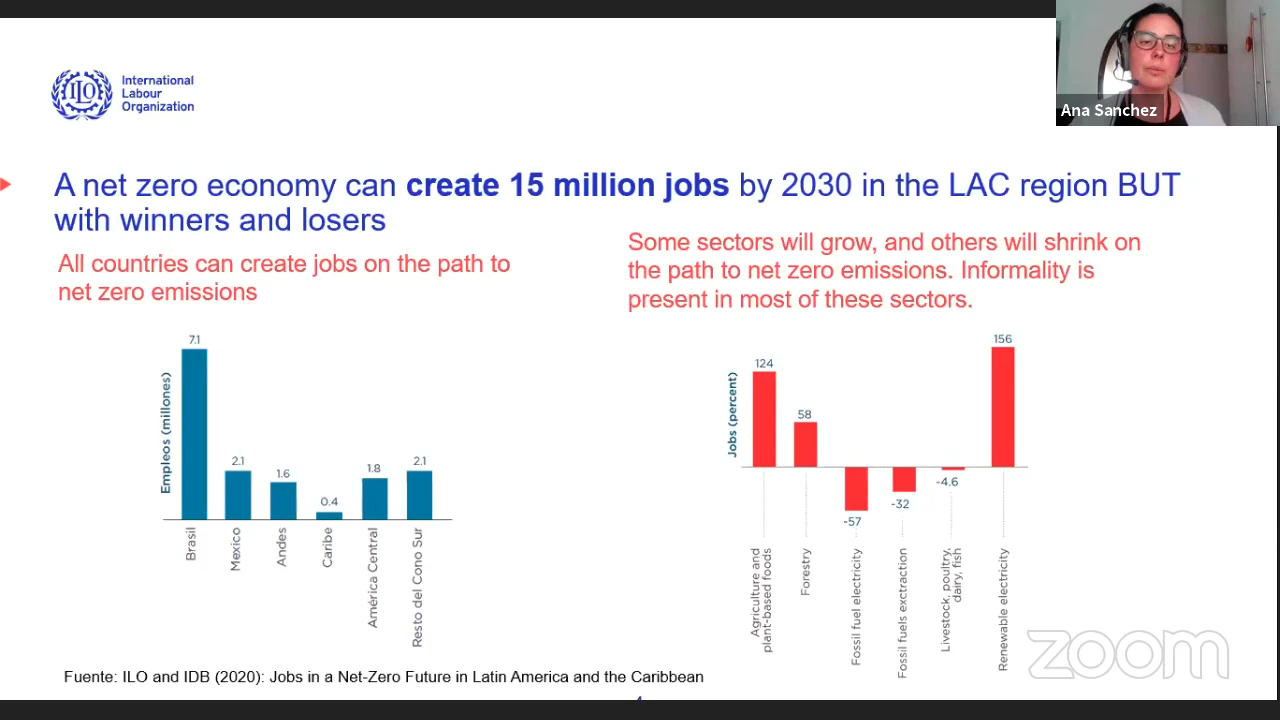 ILO
International
Labour
Organization
Ana Sanchez
A net zero economy can create 15 million jobs by 2030 in the LAC region BUT
with winners and losers
All countries can create jobs on the path to
net zero emissions
Empleos (millones)
7.1
2.1
1.6
0.4
1.8
2.1
Brasil
Mexico
Andes
Caribe
América Central
Resto del Cono Sur
Some sectors will grow, and others will shrink on
the path to net zero emissions. Informality is
present in most of these sectors.
Jobs (percent)
124
58
-57
-32
-4.6
156
Agriculture and
plant-based foods
Forestry
Fossil fuel electricity
Fossil fuels exctraction
Livestock, poultry,
dairy, fish
Renewable electricity
Fuente: ILO and IDB (2020): Jobs in a Net-Zero Future in Latin America and the Caribbean
zoom